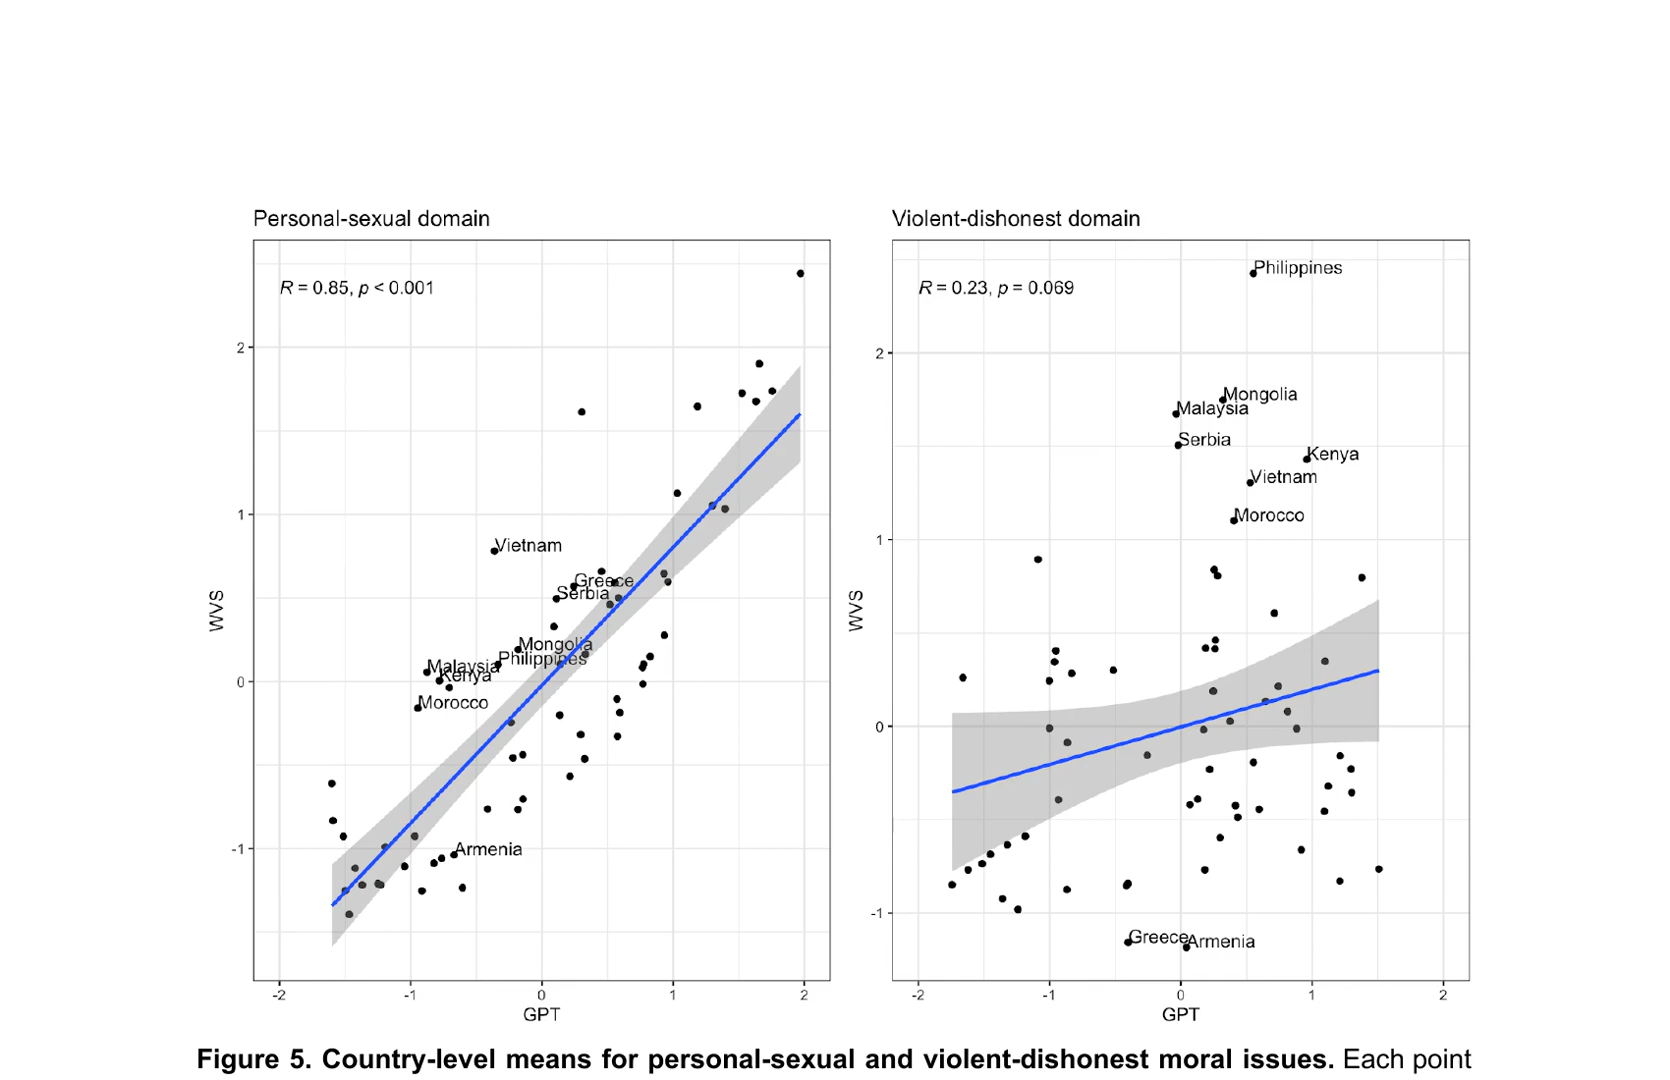 Personal-sexual domain
R = 0.85, p < 0.001
2
1
0
-1
WVS
Vietnam
Greece
Serbia
Mongolia
Philippines
Malaysia
Kenya
Morocco
Armenia
-2 -1 0 1 2
GPT
Violent-dishonest domain
R = 0.23, p = 0.069
2
1
0
-1
WVS
Philippines
Mongolia
Malaysia
Serbia
Kenya
Vietnam
Morocco
Greece
Armenia
-2 -1 0 1 2
GPT
Figure 5. Country-level means for personal-sexual and violent-dishonest moral issues. Each point